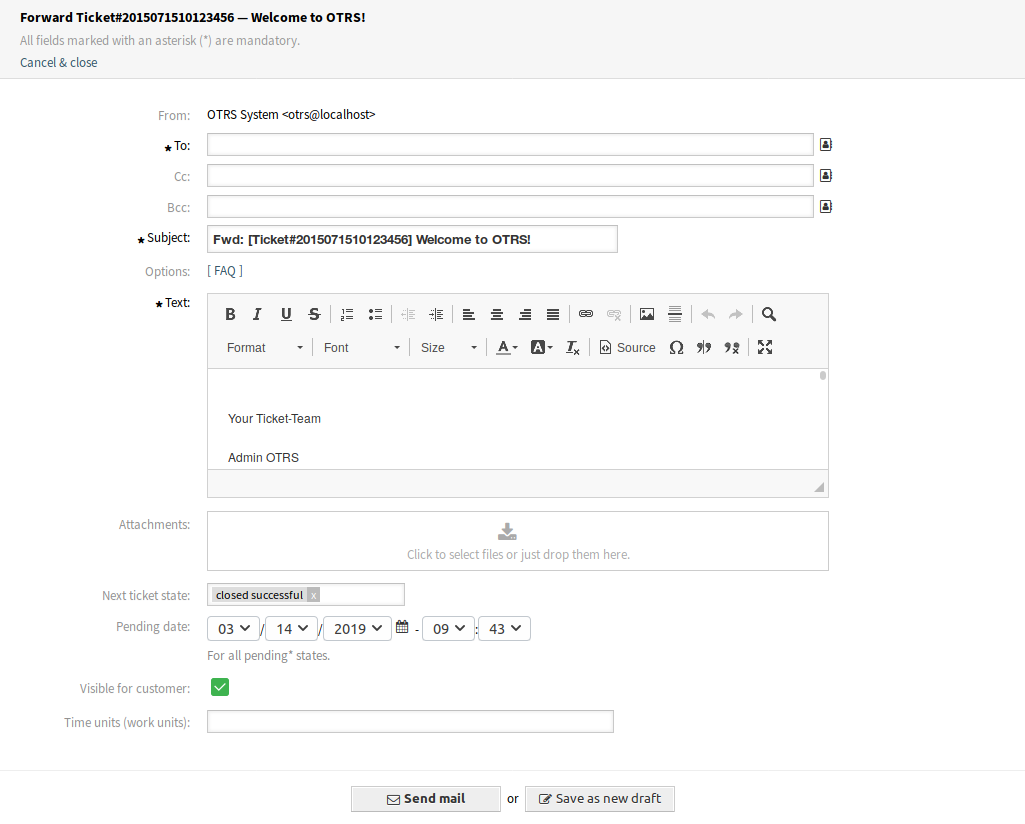 Forward Ticket#2015071510123456 — Welcome to OTRS!
All fields marked with an asterisk (*) are mandatory.
Cancel & close
From: OTRS System <otrs@localhost>
★ To:
Cc:
Bcc:
★ Subject: Fwd: [Ticket#2015071510123456] Welcome to OTRS!
Options: [ FAQ ]
★ Text:
B I U S
Format Font Size A A Tx Source Ω
Your Ticket-Team
Admin OTRS
Attachments:
Click to select files or just drop them here.
Next ticket state: closed successful x
Pending date: 03 / 14 / 2019 - 09 : 43
For all pending* states.
Visible for customer:
Time units (work units):
Send mail or Save as new draft